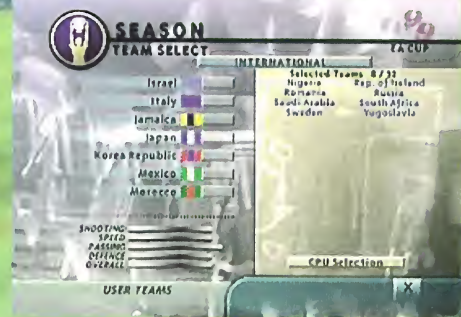 SEASON
TEAM SELECT
99
EA CUP
INTERNATIONAL
Israel
Italy
Jamaica
Japan
Korea Republic
Mexico
Morocco
Selected Teams 8/32
Nigeria Rep. of Ireland
Romania Russia
Saudi Arabia South Africa
Sweden Yugoslavia
SHOOTING
SPEED
PASSING
DEFENCE
OVERALL
CPU Selection
USER TEAMS
X